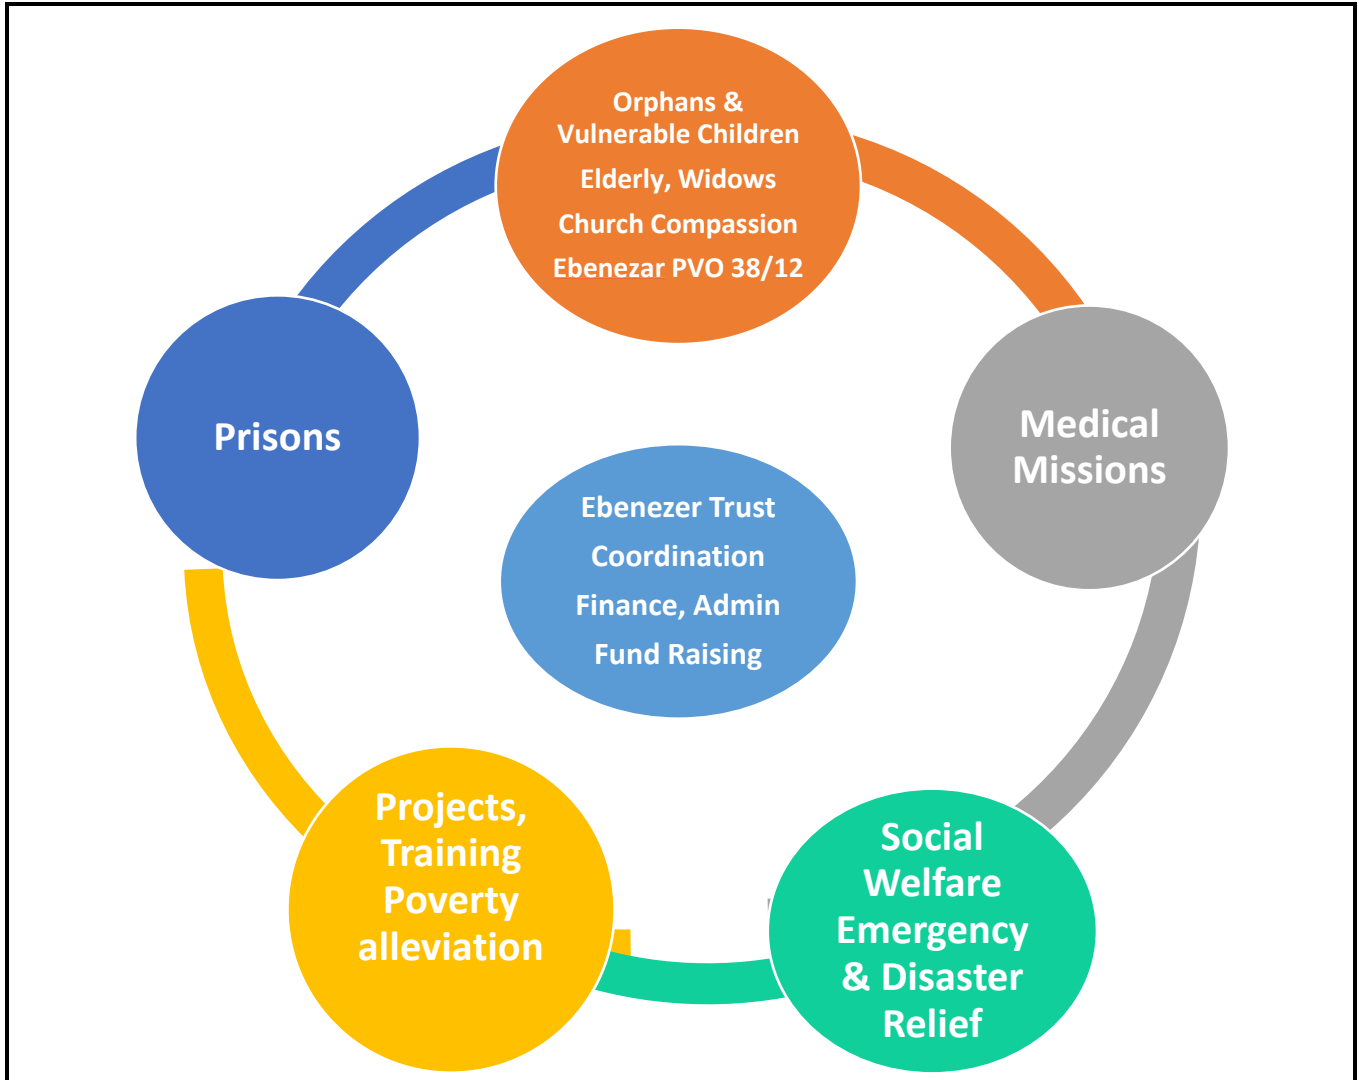 Orphans &
Vulnerable Children
Elderly, Widows
Church Compassion
Ebenezar PVO 38/12
Prisons
Medical
Missions
Ebenezer Trust
Coordination
Finance, Admin
Fund Raising
Projects,
Training
Poverty
alleviation
Social
Welfare
Emergency
& Disaster
Relief